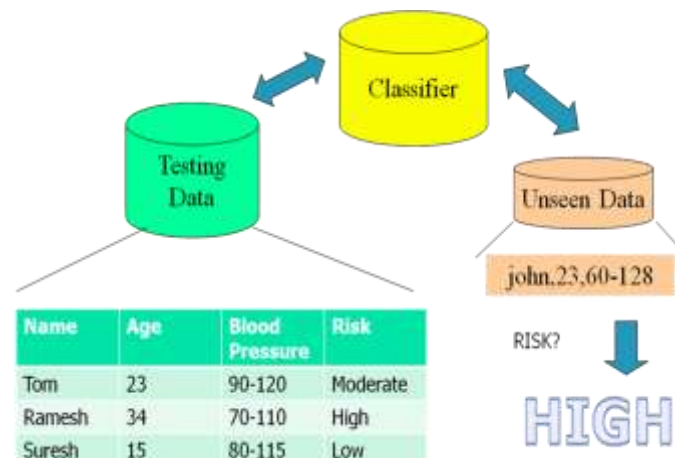 Classifier
Testing
Data
Unseen Data
john,23,60-128
RISK?
HIGH
Name Age Blood Pressure Risk
Tom 23 90-120 Moderate
Ramesh 34 70-110 High
Suresh 15 80-115 Low